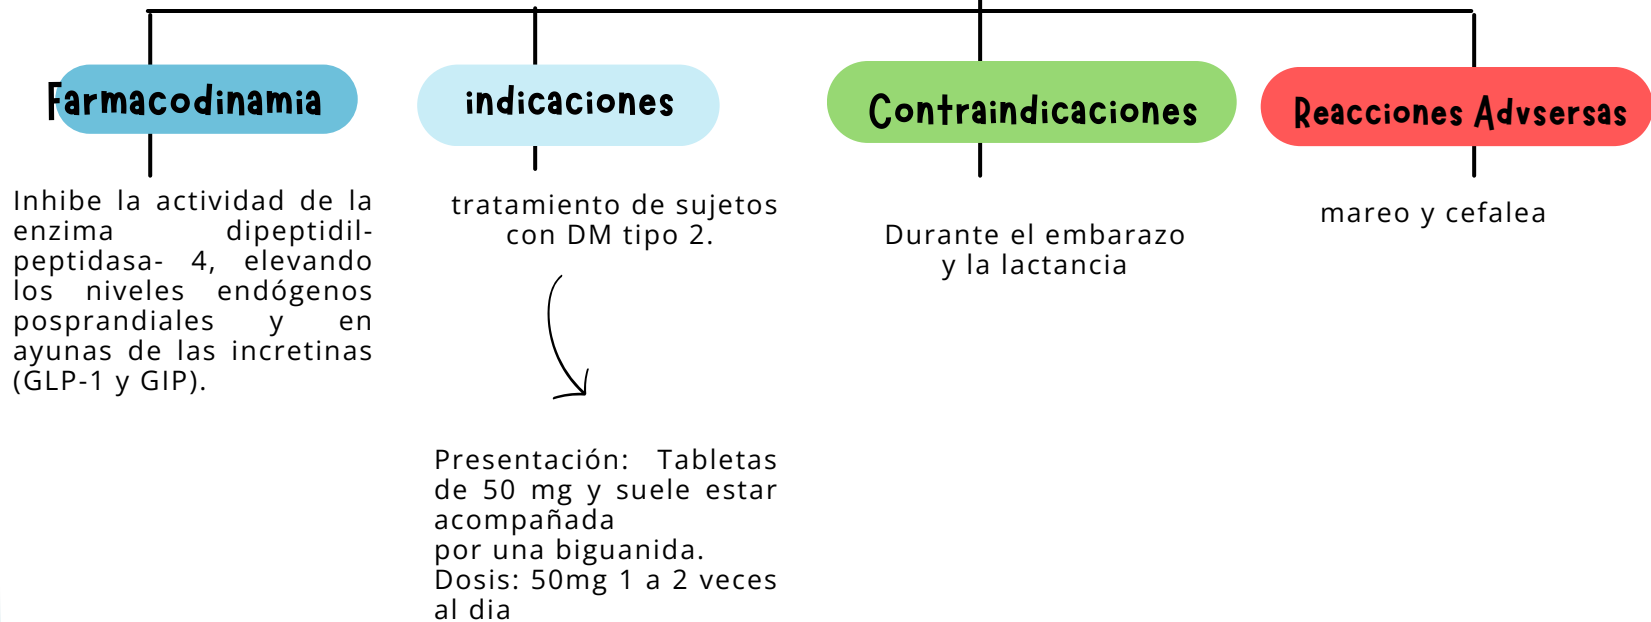 Farmacodinamia
Inhibe la actividad de la
enzima dipeptidil-
peptidasa- 4, elevando
los niveles endógenos
posprandiales y en
ayunas de las incretinas
(GLP-1 y GIP).
indicaciones
tratamiento de sujetos
con DM tipo 2.
Presentación: Tabletas
de 50 mg y suele estar
acompañada
por una biguanida.
Dosis: 50mg 1 a 2 veces
al dia
Contraindicaciones
Durante el embarazo
y la lactancia
Reacciones Advsersas
mareo y cefalea